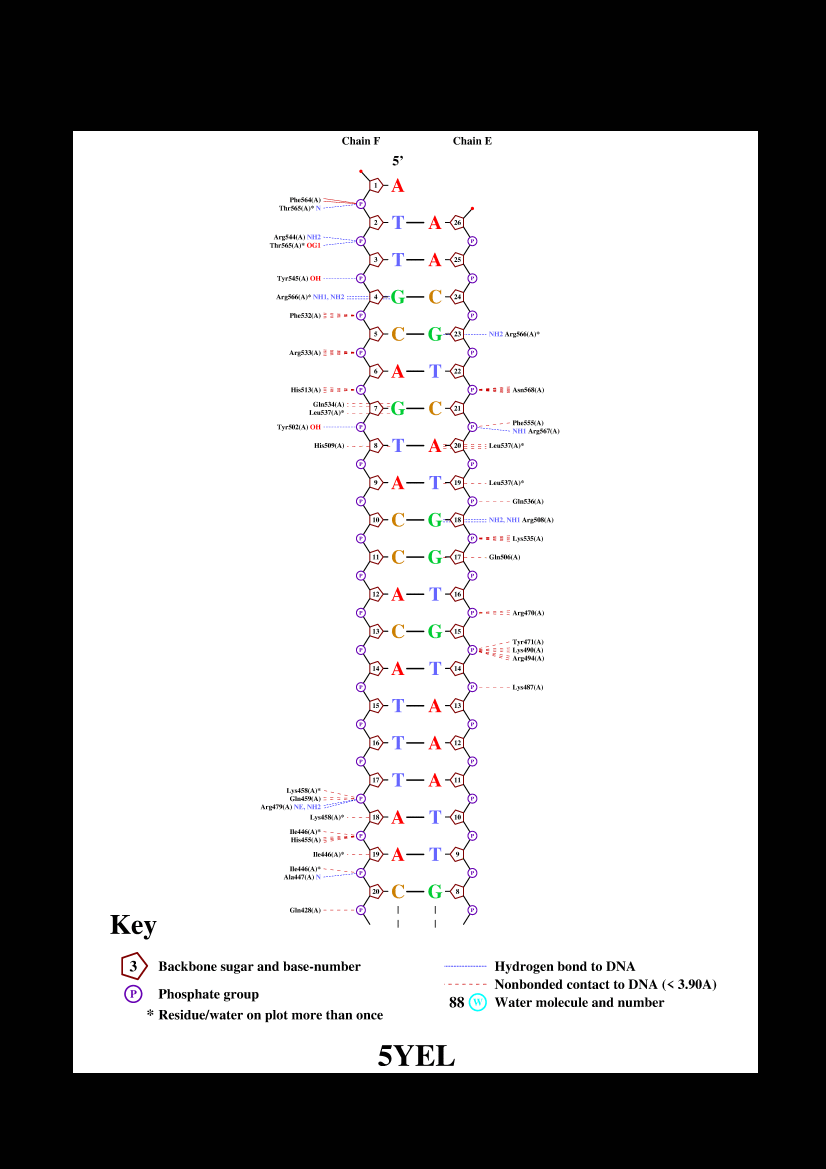 Chain F Chain E
5’
1 A
Phe564(A)
P
Thr565(A)* N
2 T A 26
Arg544(A) NH2
P P
Thr565(A)* OG1
3 T A 25
Tyr545(A) OH P P
Arg566(A)* NH1, NH2 4 G C 24
Phe532(A) P P
5 C G 23 NH2 Arg566(A)*
Arg533(A) P P
6 A T 22
His513(A) P P Asn568(A)
Gln534(A)
7 G C 21
Leu537(A)*
Phe555(A)
Tyr502(A) OH P P
NH1 Arg567(A)
His509(A) 8 T A 20 Leu537(A)*
P P
9 A T 19 Leu537(A)*
P P Gln536(A)
10 C G 18 NH2, NH1 Arg508(A)
P P Lys535(A)
11 C G 17 Gln506(A)
P P
12 A T 16
P P Arg470(A)
13 C G 15
Tyr471(A)
P P Lys490(A)
Arg494(A)
14 A T 14
P P Lys487(A)
15 T A 13
P P
16 T A 12
P P
17 T A 11
Lys458(A)*
Gln459(A) P P
Arg479(A) NE, NH2
Lys458(A)* 18 A T 10
Ile446(A)*
P P
His455(A)
Ile446(A)* 19 A T 9
Ile446(A)*
P P
Ala447(A) N
20 C G 8
Gln428(A) P P
Key
3 Backbone sugar and base-number
P Phosphate group
* Residue/water on plot more than once
Hydrogen bond to DNA
Nonbonded contact to DNA (< 3.90A)
88 W Water molecule and number
5YEL